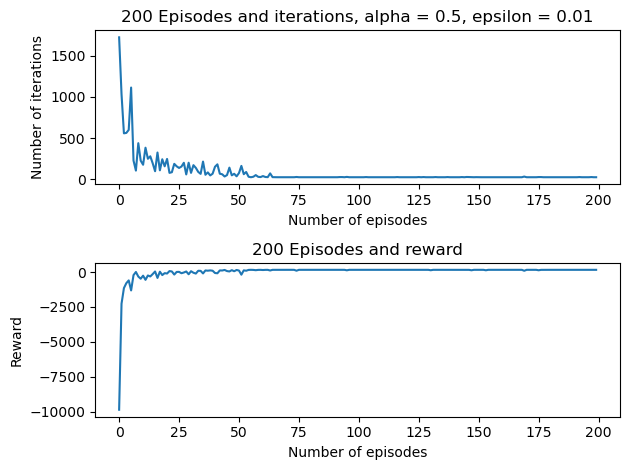 200 Episodes and iterations, alpha = 0.5, epsilon = 0.01
1500
1000
500
0
Number of iterations
0 25 50 75 100 125 150 175 200
Number of episodes
200 Episodes and reward
0
−2500
−5000
−7500
−10000
Reward
0 25 50 75 100 125 150 175 200
Number of episodes